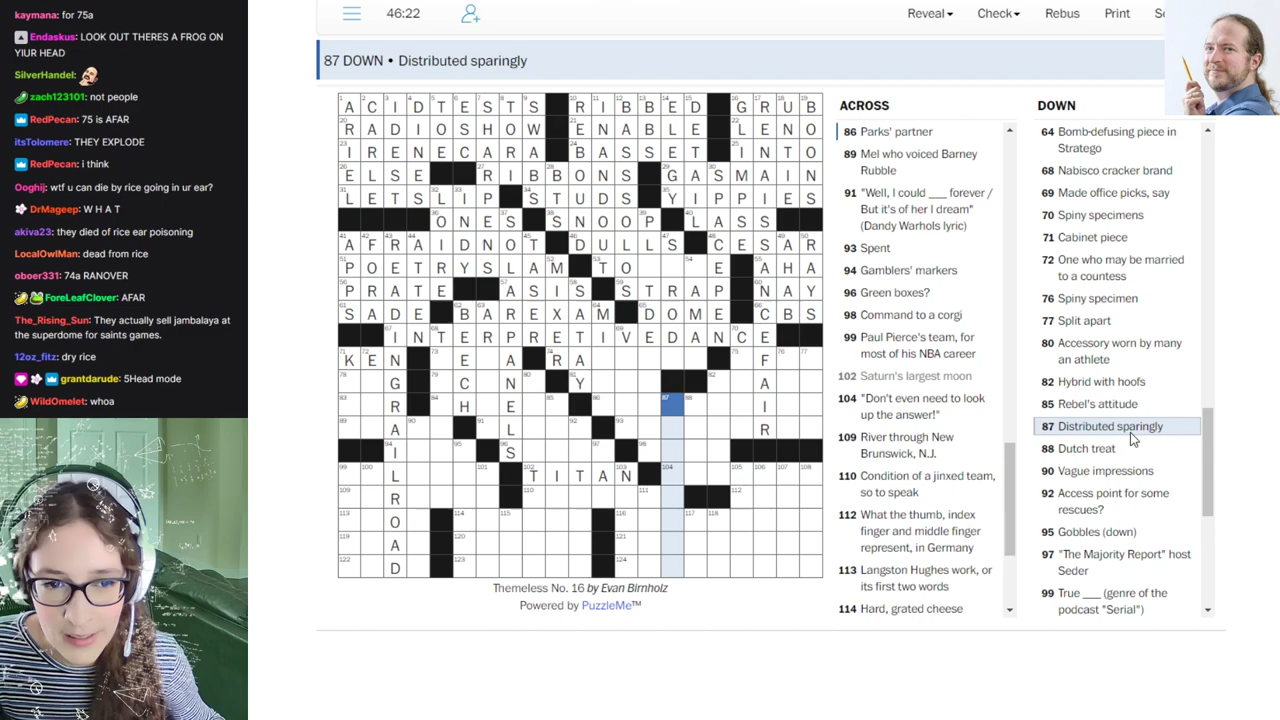 kaymana: for 75a
Endaskus: LOOK OUT THERES A FROG ON
YIUR HEAD
SilverHandel:
zach123101: not people
RedPecan: 75 is AFAR
itsTolomere: THEY EXPLODE
RedPecan: i think
Ooghij: wtf u can die by rice going in ur ear?
DrMageep: W H A T
akiva23: they died of rice ear poisoning
LocalOwlMan: dead from rice
oboer331: 74a RANOVER
ForeLeafClover: AFAR
The_Rising_Sun: They actually sell jambalaya at
the superdome for saints games.
12oz_fitz: dry rice
grantdarude: 5Head mode
WildOmelet: whoa
46:22
Reveal
Check
Rebus
Print
87 DOWN • Distributed sparingly
ACIDTESTS RIBBED GRUB
RADIOSHOW ENABLE LENO
IRENECARA BASSET INTO
ELSE RIBBONS GASMAIN
LETSLIP STUDS YIPPIES
ONES SNOOP LASS
AFRAIDNOT DULLS CESAR
POETRYSLAM TO E AHA
PRATE ASIS STRAP NAY
SADE BAREXAM DOME CBS
INTERPRETIVEDANCE
KEN E A RA F
G C N Y A
R H E I
A L R
I S
L TITAN
R
O
A
D
Themeless No. 16 by Evan Birnholz
Powered by PuzzleMe™
ACROSS
86 Parks' partner
89 Mel who voiced Barney
Rubble
91 "Well, I could ___ forever /
But it's of her I dream"
(Dandy Warhols lyric)
93 Spent
94 Gamblers' markers
96 Green boxes?
98 Command to a corgi
99 Paul Pierce's team, for
most of his NBA career
102 Saturn's largest moon
104 "Don't even need to look
up the answer!"
109 River through New
Brunswick, N.J.
110 Condition of a jinxed team,
so to speak
112 What the thumb, index
finger and middle finger
represent, in Germany
113 Langston Hughes work, or
its first two words
114 Hard, grated cheese
DOWN
64 Bomb-defusing piece in
Stratego
68 Nabisco cracker brand
69 Made office picks, say
70 Spiny specimens
71 Cabinet piece
72 One who may be married
to a countess
76 Spiny specimen
77 Split apart
80 Accessory worn by many
an athlete
82 Hybrid with hoofs
85 Rebel's attitude
87 Distributed sparingly
88 Dutch treat
90 Vague impressions
92 Access point for some
rescues?
95 Gobbles (down)
97 "The Majority Report" host
Seder
99 True ___ (genre of the
podcast "Serial")